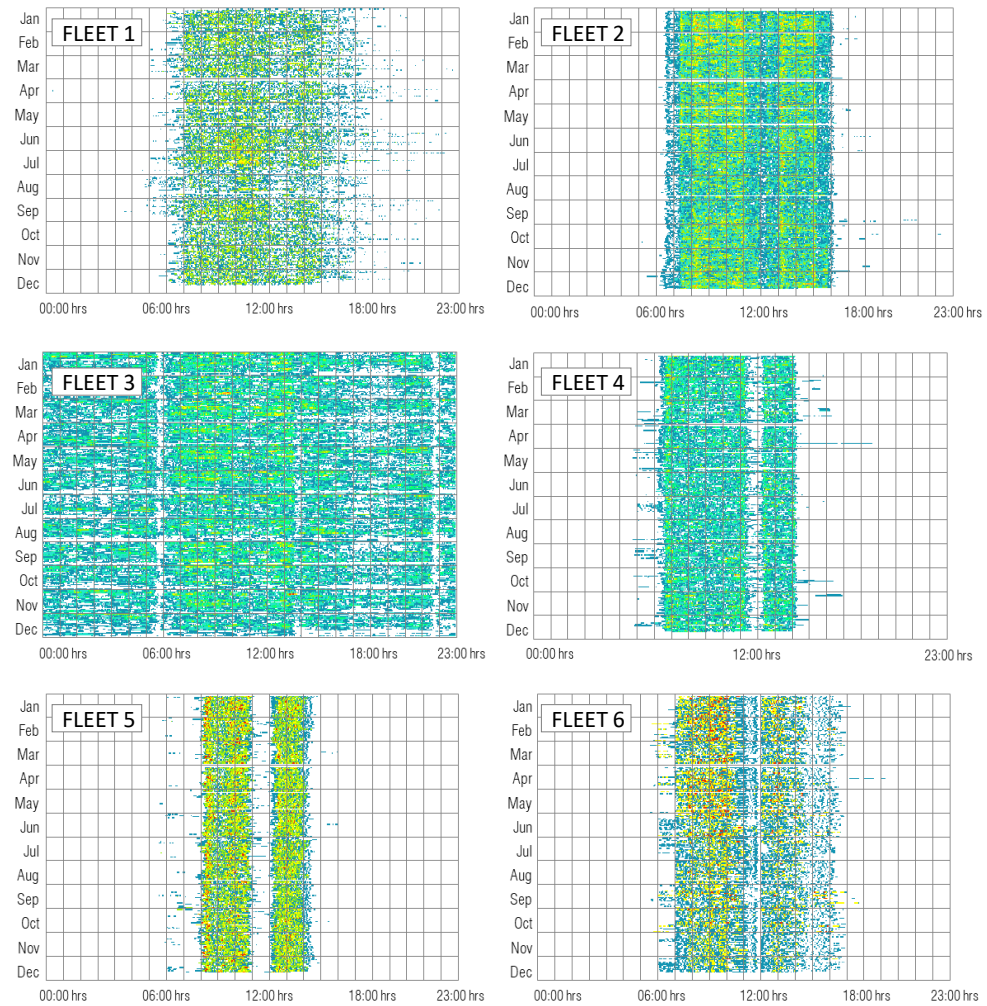 FLEET 1
Jan
Feb
Mar
Apr
May
Jun
Jul
Aug
Sep
Oct
Nov
Dec
00:00 hrs 06:00 hrs 12:00 hrs 18:00 hrs 23:00 hrs
FLEET 2
Jan
Feb
Mar
Apr
May
Jun
Jul
Aug
Sep
Oct
Nov
Dec
00:00 hrs 06:00 hrs 12:00 hrs 18:00 hrs 23:00 hrs
FLEET 3
Jan
Feb
Mar
Apr
May
Jun
Jul
Aug
Sep
Oct
Nov
Dec
00:00 hrs 06:00 hrs 12:00 hrs 18:00 hrs 23:00 hrs
FLEET 4
Jan
Feb
Mar
Apr
May
Jun
Jul
Aug
Sep
Oct
Nov
Dec
00:00 hrs 12:00 hrs 23:00 hrs
FLEET 5
Jan
Feb
Mar
Apr
May
Jun
Jul
Aug
Sep
Oct
Nov
Dec
00:00 hrs 06:00 hrs 12:00 hrs 18:00 hrs 23:00 hrs
FLEET 6
Jan
Feb
Mar
Apr
May
Jun
Jul
Aug
Sep
Oct
Nov
Dec
00:00 hrs 06:00 hrs 12:00 hrs 18:00 hrs 23:00 hrs